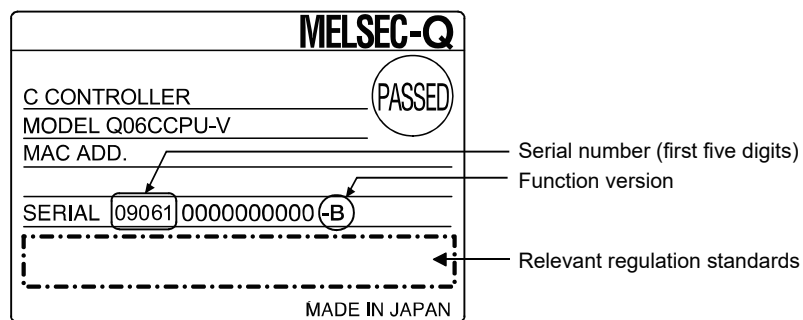 MELSEC-Q
C CONTROLLER
PASSED
MODEL Q06CCPU-V
MAC ADD.
Serial number (first five digits)
Function version
SERIAL 09061 0000000000 -B
Relevant regulation standards
MADE IN JAPAN